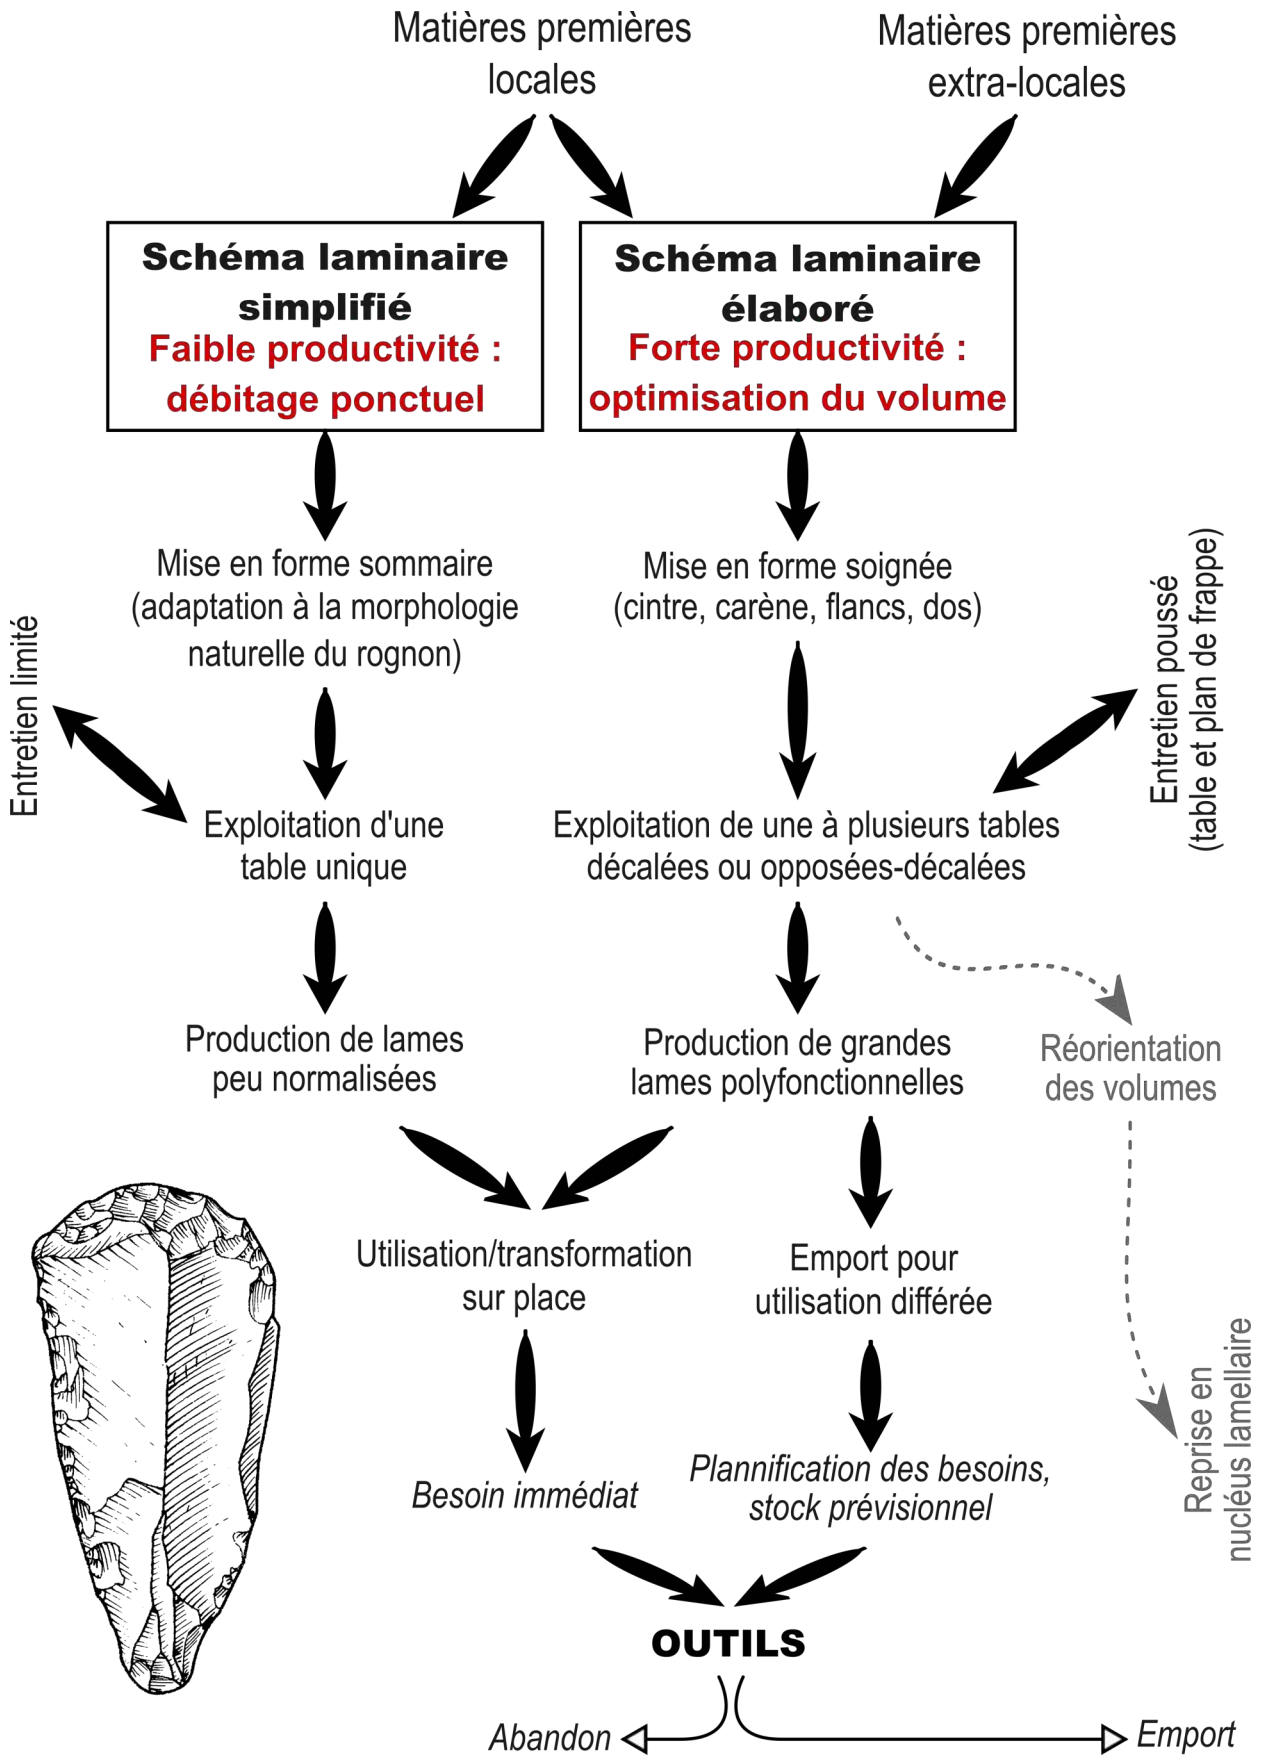 Matières premières
locales
Matières premières
extra-locales
Schéma laminaire
simplifié
Faible productivité :
débitage ponctuel
Schéma laminaire
élaboré
Forte productivité :
optimisation du volume
Mise en forme sommaire
(adaptation à la morphologie
naturelle du rognon)
Mise en forme soignée
(cintre, carène, flancs, dos)
Entretien limité
Entretien poussé
(table et plan de frappe)
Exploitation d'une
table unique
Exploitation de une à plusieurs tables
décalées ou opposées-décalées
Production de lames
peu normalisées
Production de grandes
lames polyfonctionnelles
Réorientation
des volumes
Utilisation/transformation
sur place
Emport pour
utilisation différée
Reprise en
nucléus lamellaire
Besoin immédiat
Plannification des besoins,
stock prévisionnel
OUTILS
Abandon
Emport